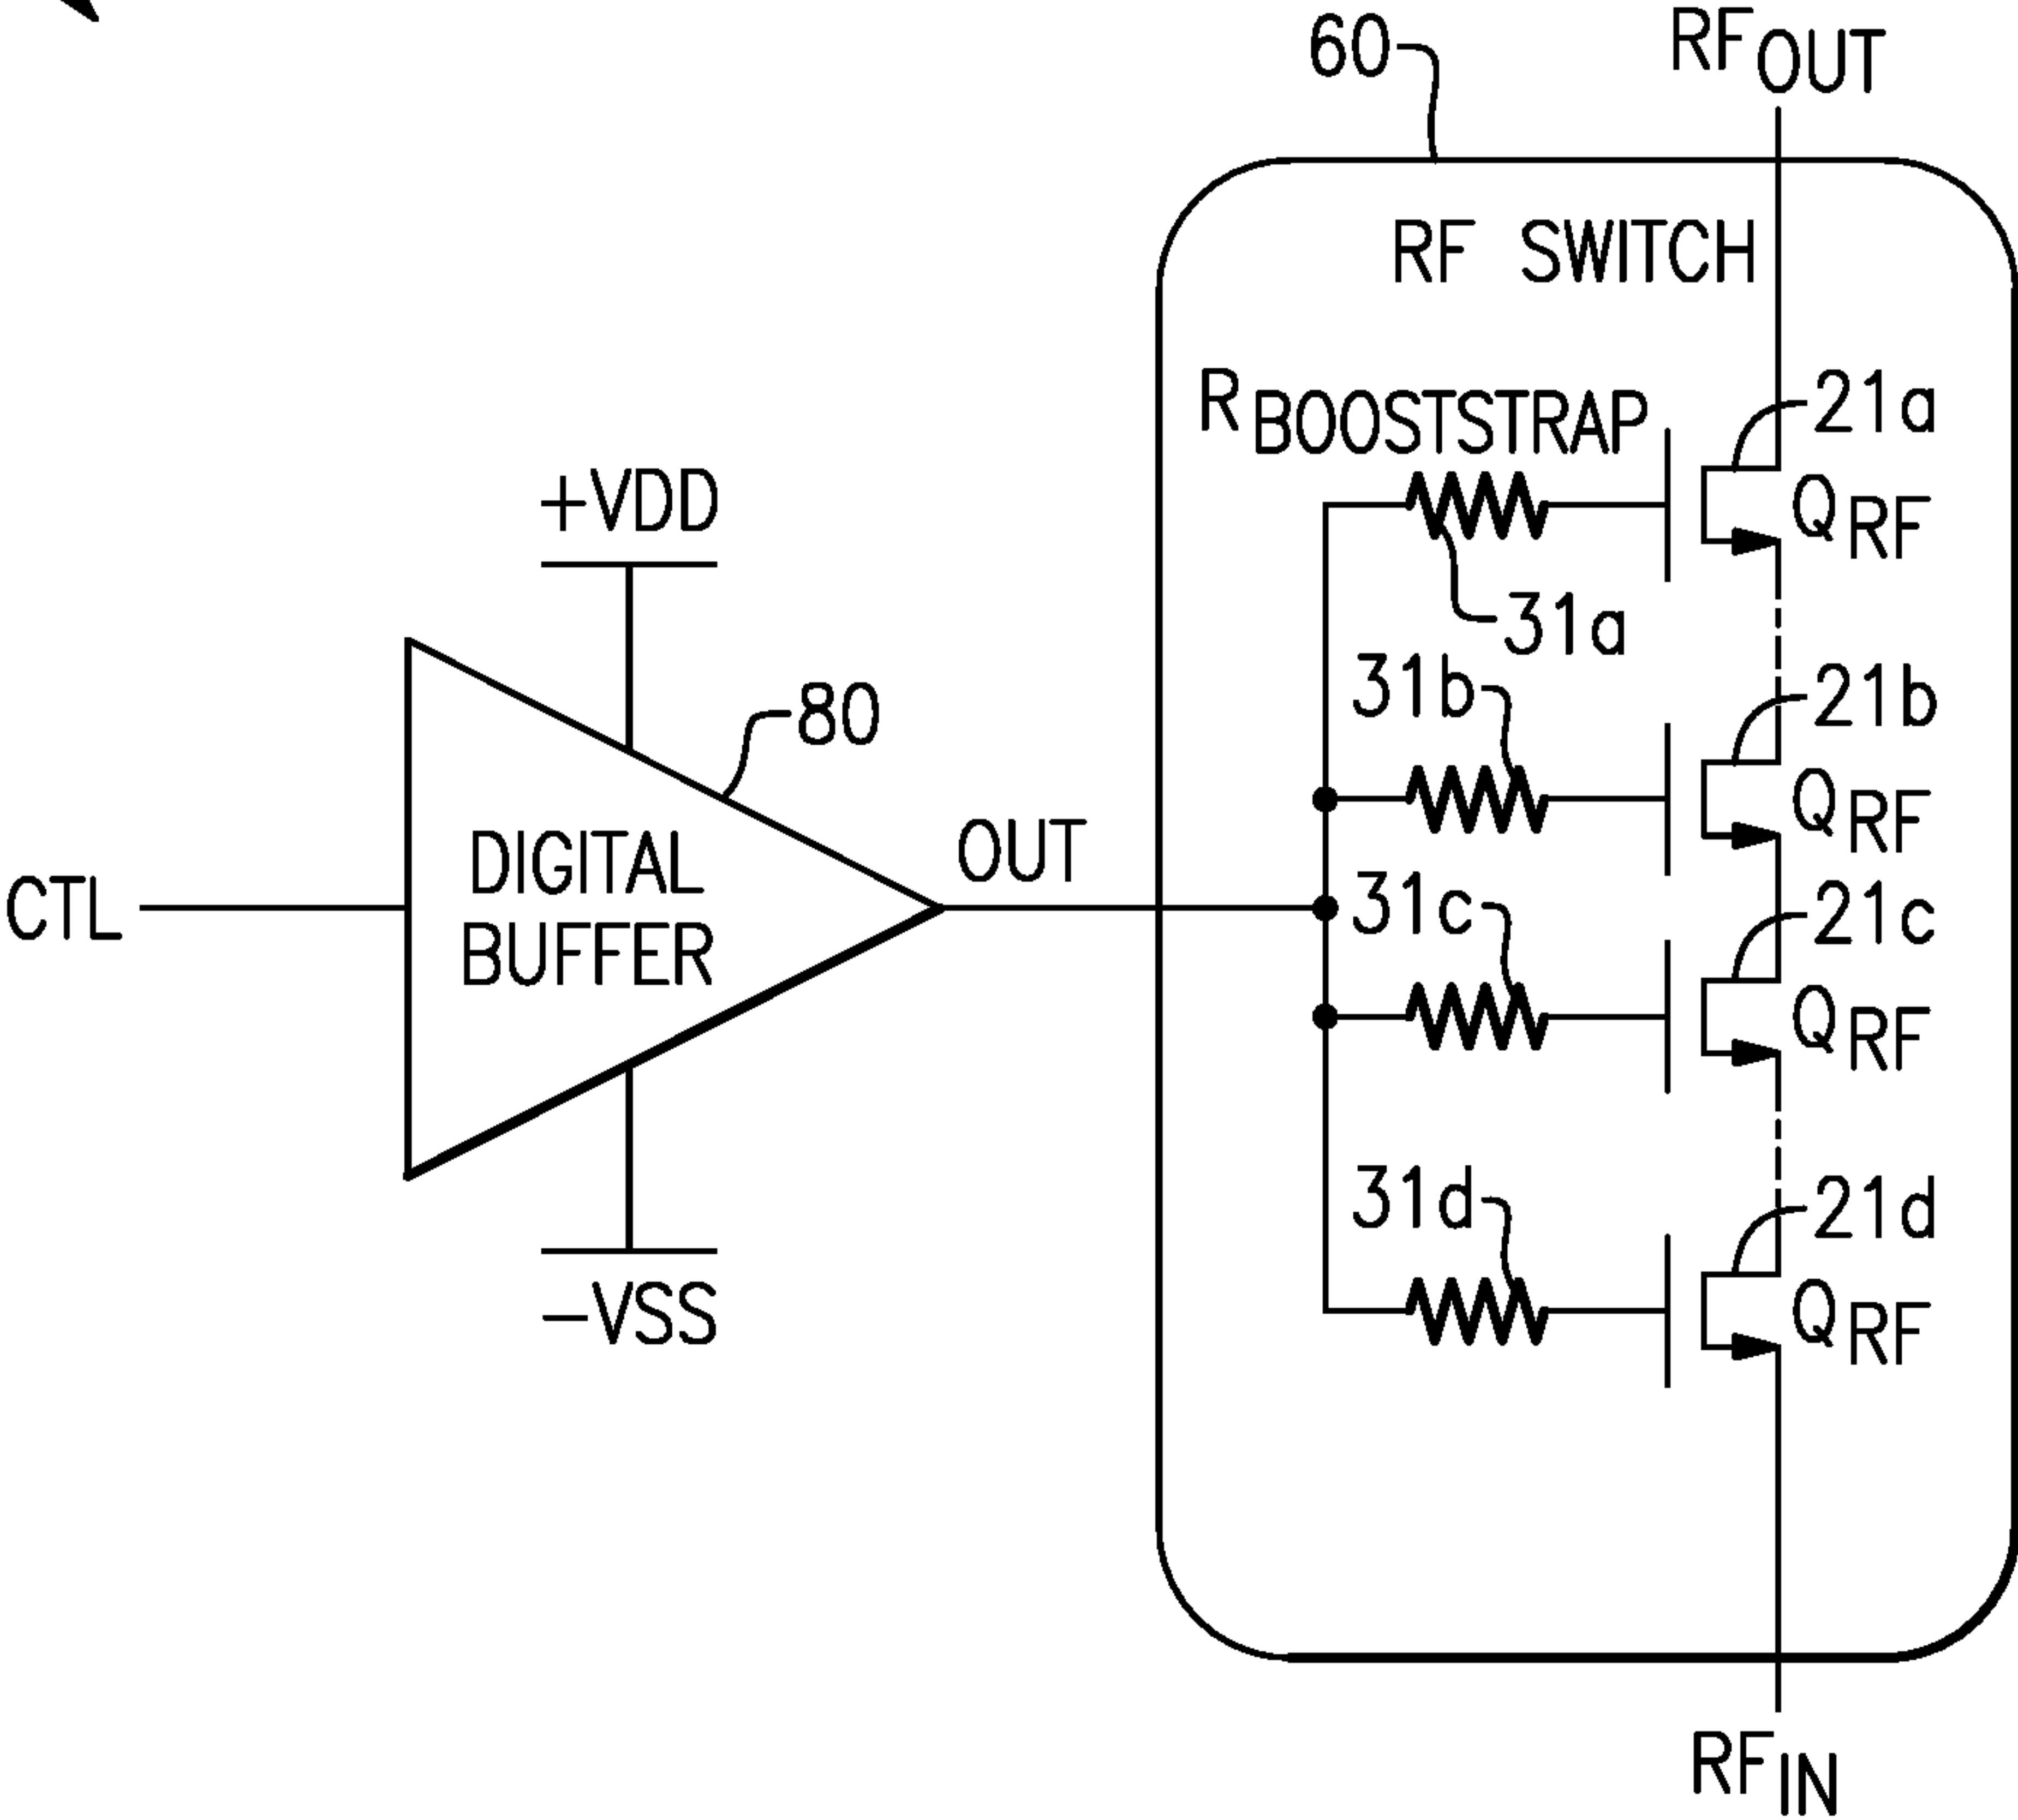 60
RFOUT
RF SWITCH
RBOOSTSTRAP
21a
QRF
31a
+VDD
80
31b
21b
QRF
DIGITAL
BUFFER
CTL
OUT
31c
21c
QRF
-VSS
31d
21d
QRF
RFIN